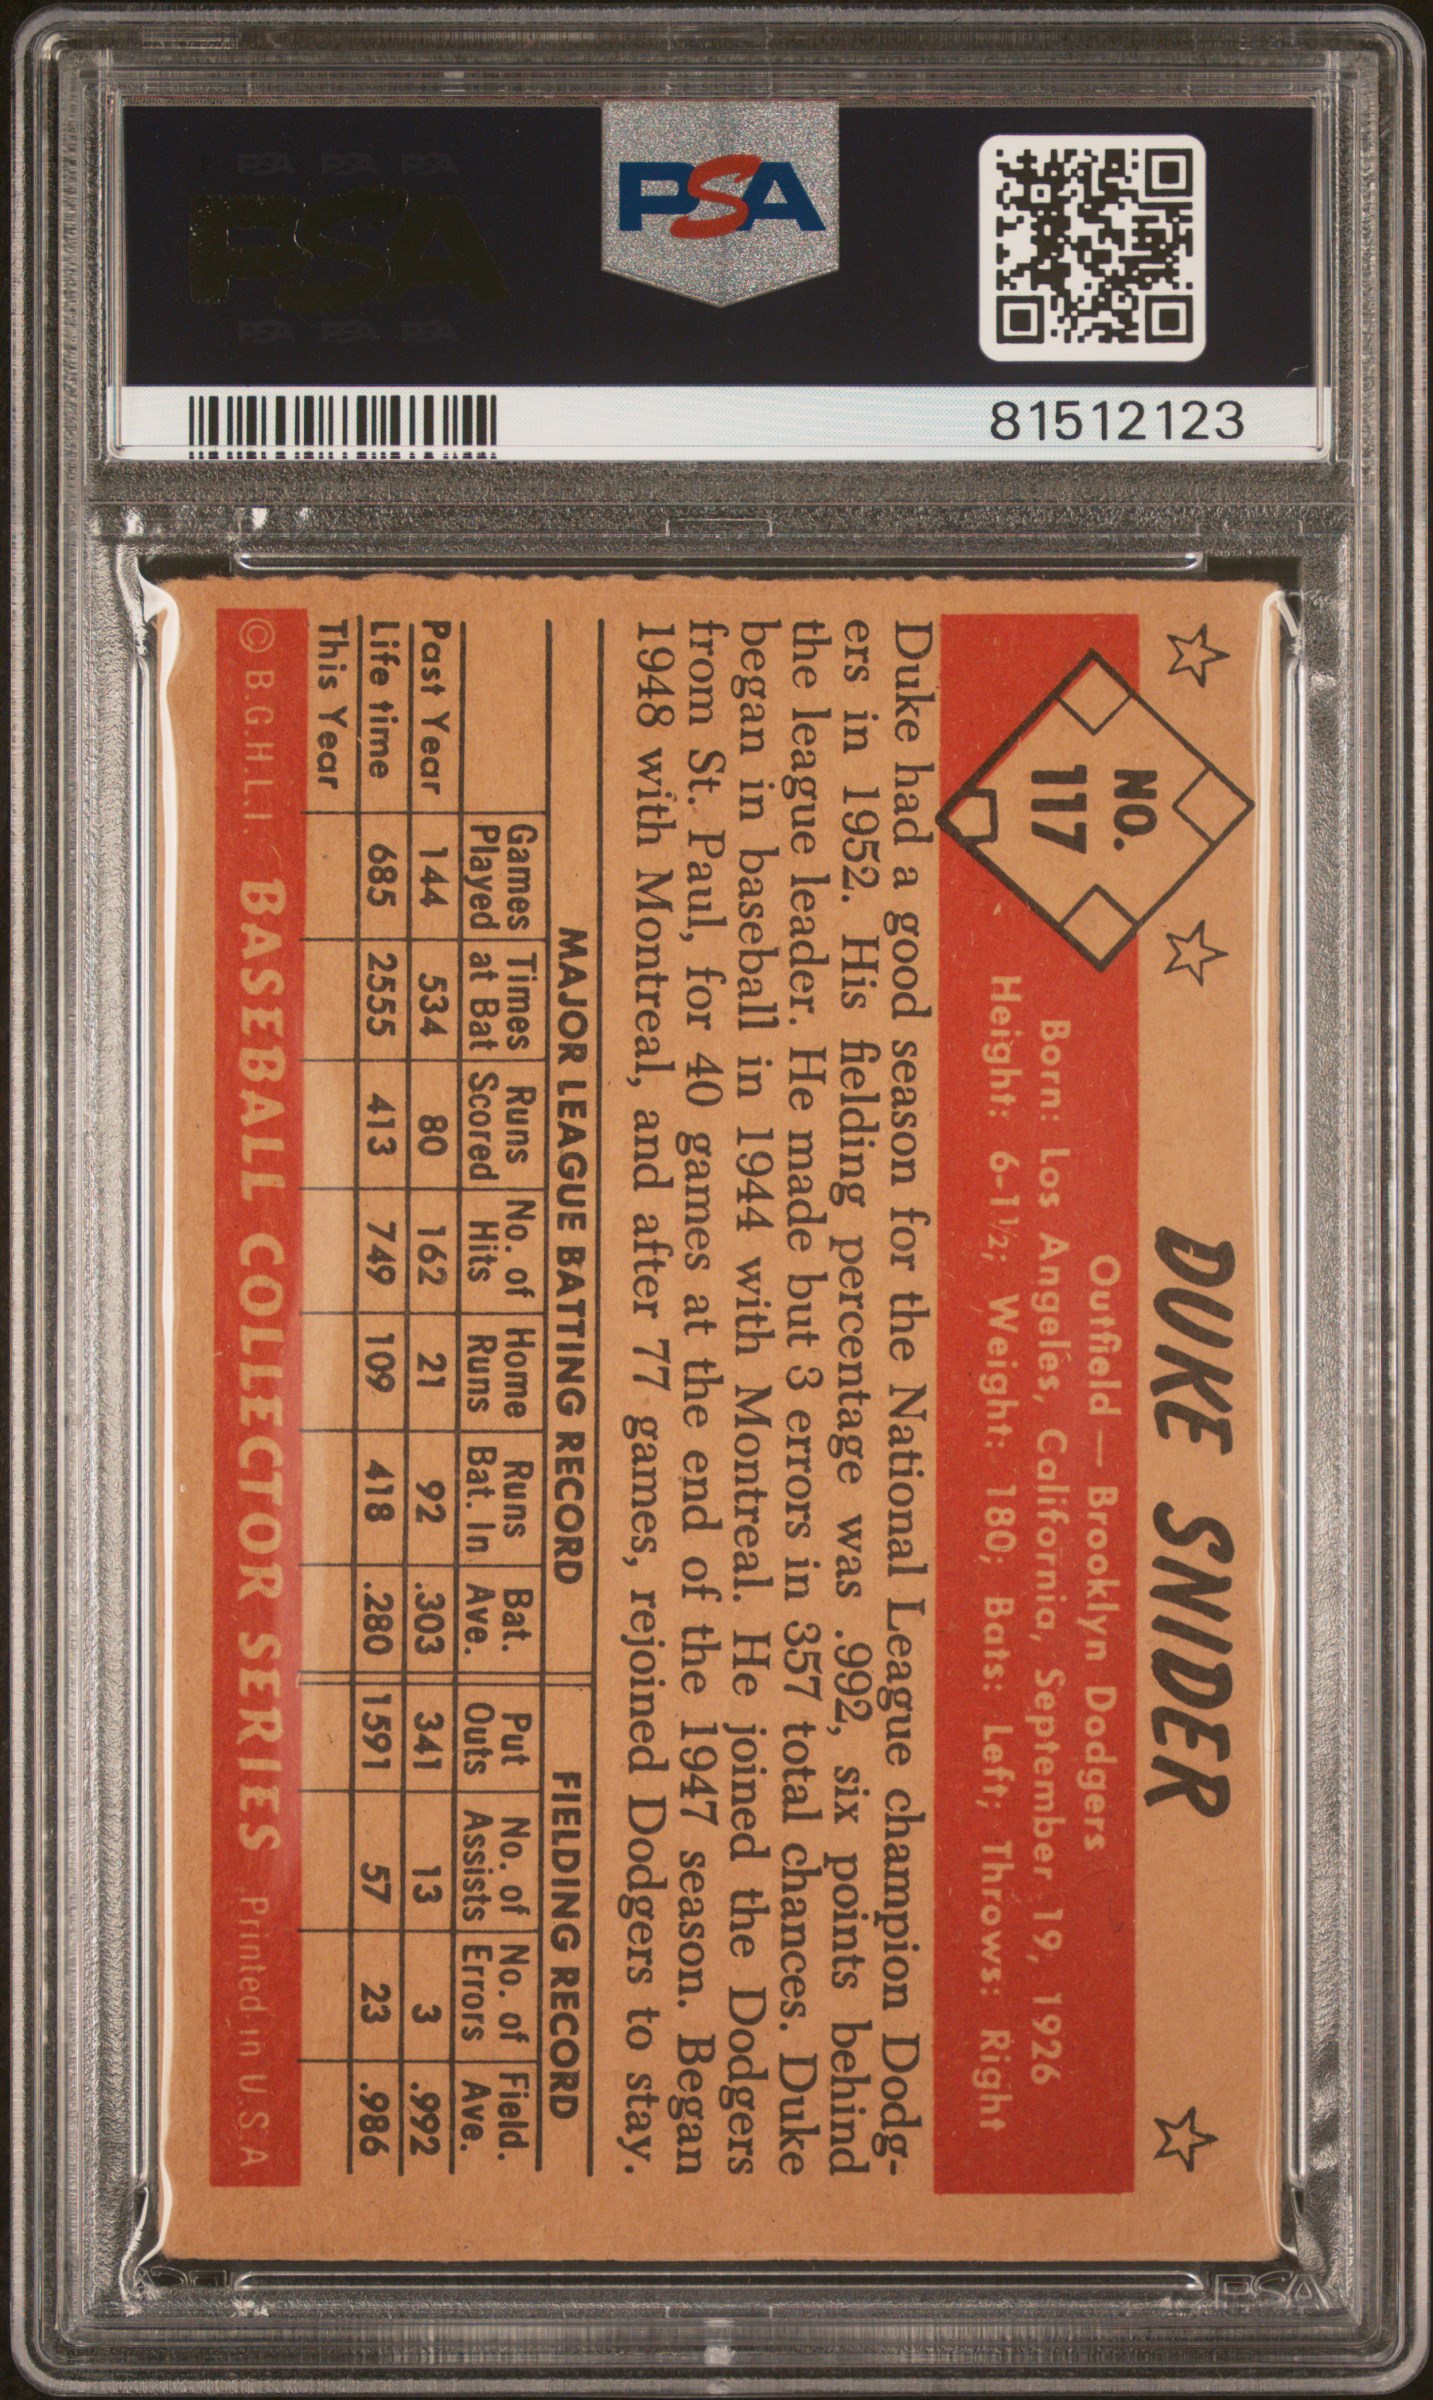 PSA PSA PSA
PSA
PSA PSA PSA
PSA
81512123
DUKE SNIDER
NO.
117
Outfield — Brooklyn Dodgers
Born: Los Angeles, California, September 19, 1926
Height: 6-1½; Weight: 180; Bats: Left; Throws: Right
Duke had a good season for the National League champion Dodg-
ers in 1952. His fielding percentage was .992, six points behind
the league leader. He made but 3 errors in 357 total chances. Duke
began in baseball in 1944 with Montreal. He joined the Dodgers
from St. Paul, for 40 games at the end of the 1947 season. Began
1948 with Montreal, and after 77 games, rejoined Dodgers to stay.
MAJOR LEAGUE BATTING RECORD FIELDING RECORD
Games Times Runs No. of Home Runs Bat. Put No. of No. of Field.
Played at Bat Scored Hits Runs Bat. In Ave. Outs Assists Errors Ave.
Past Year 144 534 80 162 21 92 .303 341 13 3 .992
Life time 685 2555 413 749 109 418 .280 1591 57 23 .986
This Year
© B.G.H.L.I. BASEBALL COLLECTOR SERIES Printed in U.S.A.
PSA